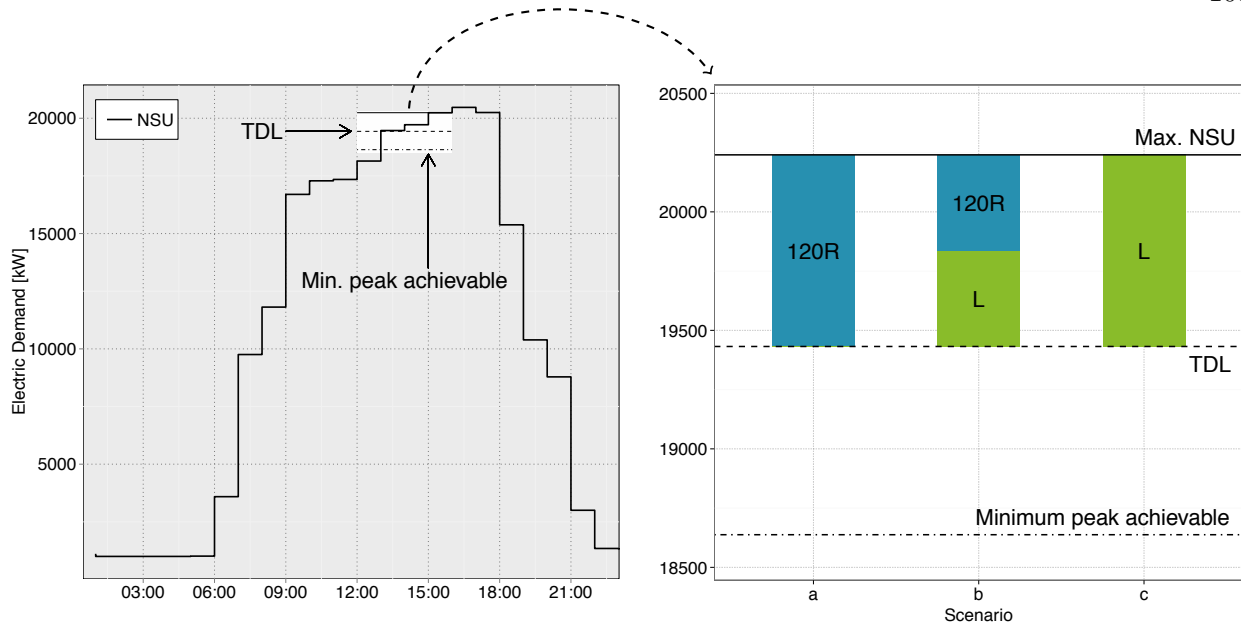 20000
15000
10000
5000
Electric Demand [kW]
NSU
TDL
Min. peak achievable
03:00 06:00 09:00 12:00 15:00 18:00 21:00
20500
20000
19500
19000
18500
Max. NSU
120R
120R
L
L
TDL
Minimum peak achievable
a b c
Scenario